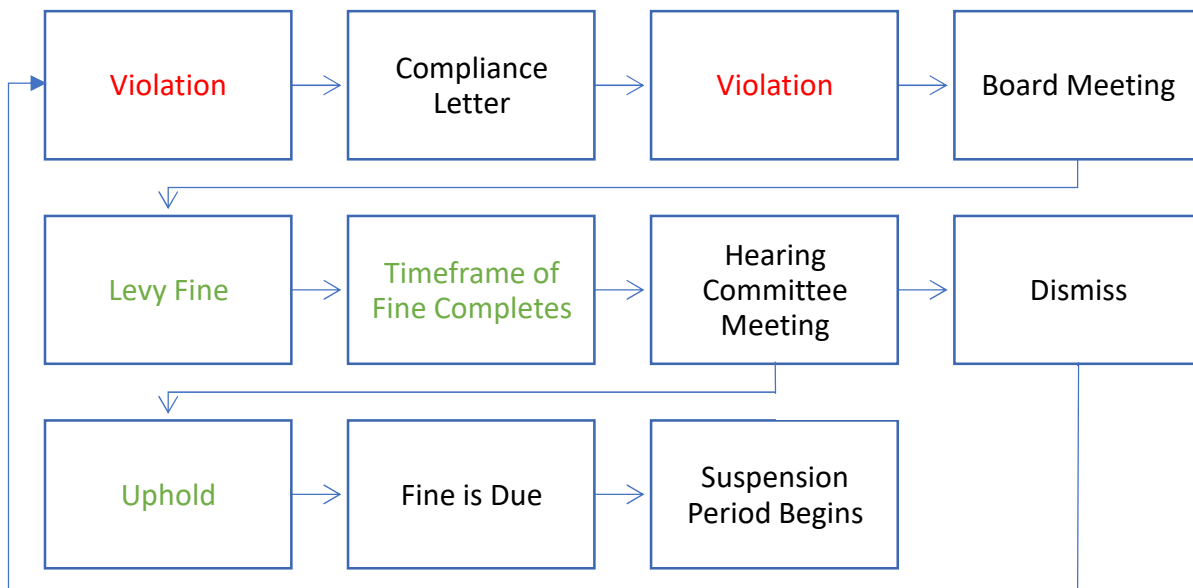 Violation
Compliance
Letter
Violation
Board Meeting
Levy Fine
Timeframe of
Fine Completes
Hearing
Committee
Meeting
Dismiss
Uphold
Fine is Due
Suspension
Period Begins